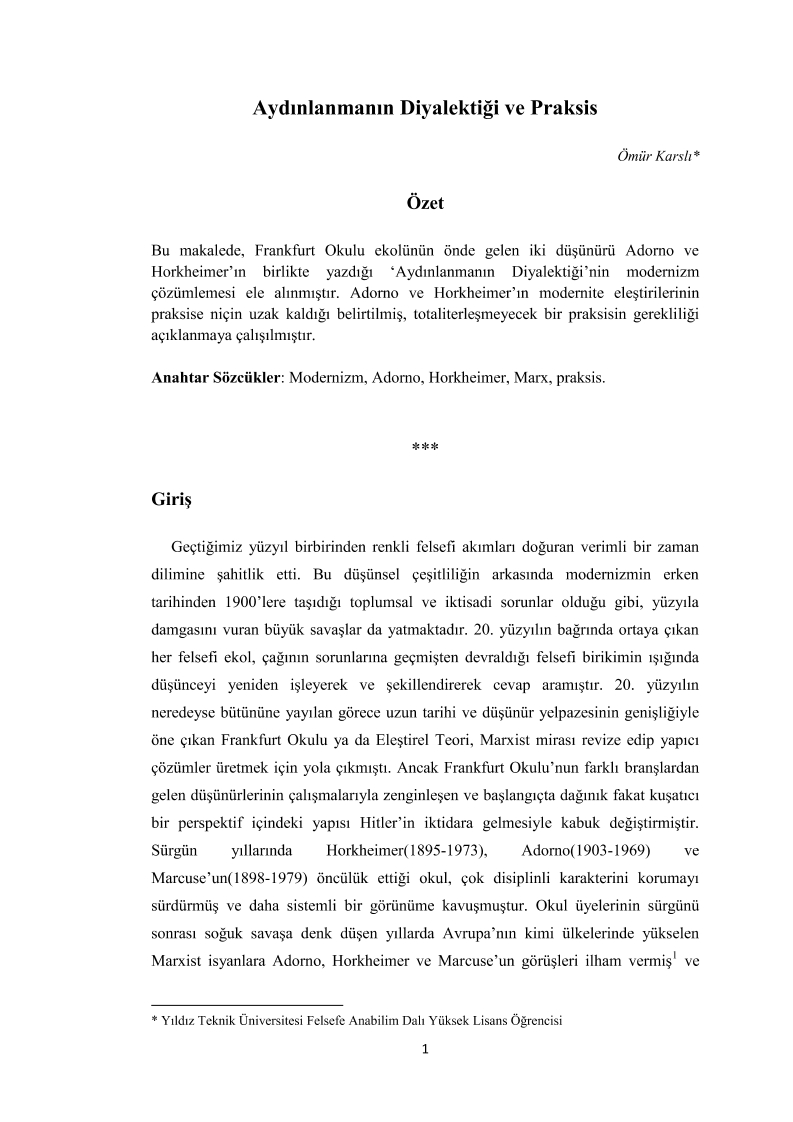 Aydınlanmanın Diyalektiği ve Praksis
Ömür Karslı*
Özet
Bu makalede, Frankfurt Okulu ekolünün önde gelen iki düşünürü Adorno ve
Horkheimer’ın birlikte yazdığı ‘Aydınlanmanın Diyalektiği’nin modernizm
çözümlemesi ele alınmıştır. Adorno ve Horkheimer’ın modernite eleştirilerinin
praksise niçin uzak kaldığı belirtilmiş, totaliterleşmeyecek bir praksisin gerekliliği
açıklanmaya çalışılmıştır.
Anahtar Sözcükler: Modernizm, Adorno, Horkheimer, Marx, praksis.
***
Giriş
Geçtiğimiz yüzyıl birbirinden renkli felsefi akımları doğuran verimli bir zaman
dilimine şahitlik etti. Bu düşünsel çeşitliliğin arkasında modernizmin erken
tarihinden 1900’lere taşıdığı toplumsal ve iktisadi sorunlar olduğu gibi, yüzyıla
damgasını vuran büyük savaşlar da yatmaktadır. 20. yüzyılın bağrında ortaya çıkan
her felsefi ekol, çağının sorunlarına geçmişten devraldığı felsefi birikimin ışığında
düşünceyi yeniden işleyerek ve şekillendirerek cevap aramıştır. 20. yüzyılın
neredeyse bütününe yayılan görece uzun tarihi ve düşünür yelpazesinin genişliğiyle
öne çıkan Frankfurt Okulu ya da Eleştirel Teori, Marxist mirası revize edip yapıcı
çözümler üretmek için yola çıkmıştı. Ancak Frankfurt Okulu’nun farklı branşlardan
gelen düşünürlerinin çalışmalarıyla zenginleşen ve başlangıçta dağınık fakat kuşatıcı
bir perspektif içindeki yapısı Hitler’in iktidara gelmesiyle kabuk değiştirmiştir.
Sürgün yıllarında Horkheimer(1895-1973), Adorno(1903-1969) ve
Marcuse’un(1898-1979) öncülük ettiği okul, çok disiplinli karakterini korumayı
sürdürmüş ve daha sistemli bir görünüme kavuşmuştur. Okul üyelerinin sürgünü
sonrası soğuk savaşa denk düşen yıllarda Avrupa’nın kimi ülkelerinde yükselen
Marxist isyanlara Adorno, Horkheimer ve Marcuse’un görüşleri ilham vermiş¹ ve
* Yıldız Teknik Üniversitesi Felsefe Anabilim Dalı Yüksek Lisans Öğrencisi
1